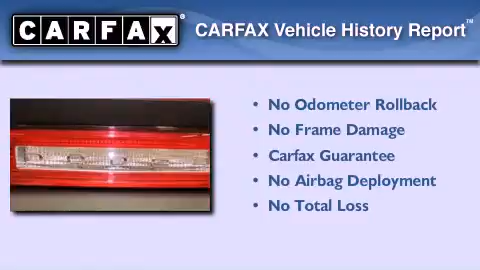 CARFAX®
CARFAX Vehicle History Report™
• No Odometer Rollback
• No Frame Damage
• Carfax Guarantee
• No Airbag Deployment
• No Total Loss